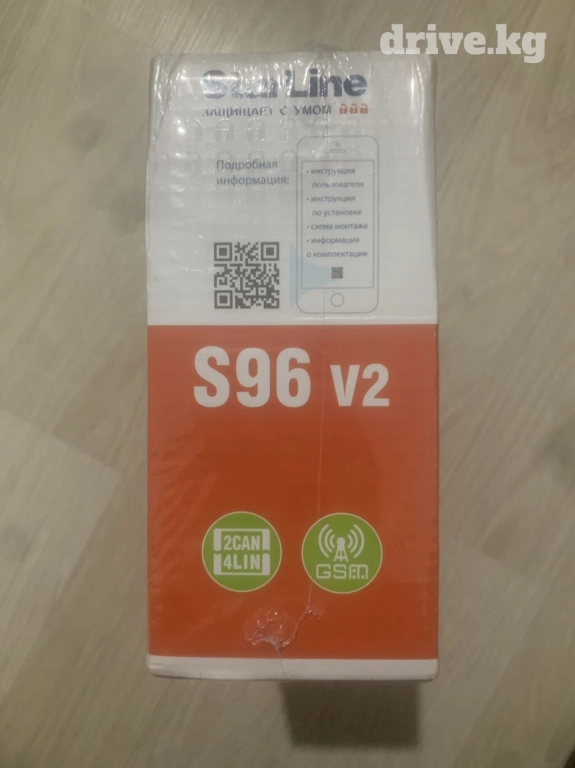 drive.kg
StarLine
ЗАЩИЩАЕТ С УМОМ
Подробная
информация:
• инструкция
пользователи
• инструкция
по установке
• схема монтажа
• информация
о комплектации
S96 V2
2CAN
4LIN
GSM